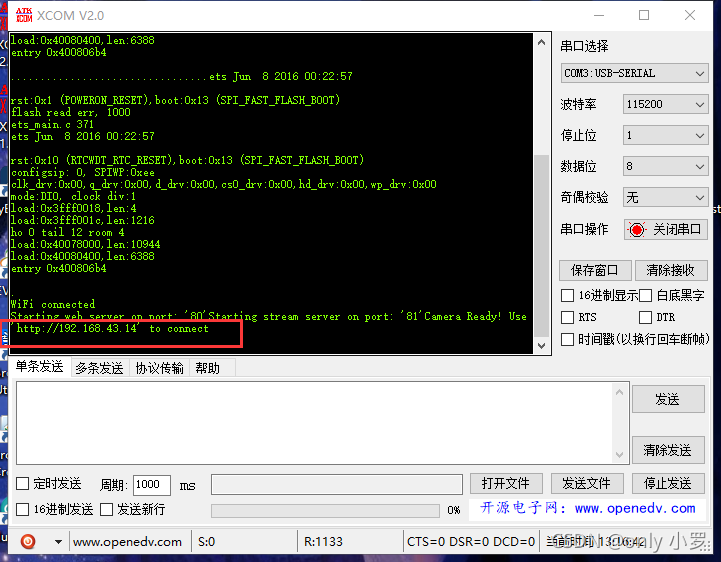 ATK
XCOM
XCOM V2.0
load:0x40080400,len:6388
entry 0x400806b4
.................................ets Jun  8 2016 00:22:57
rst:0x1 (POWERON_RESET),boot:0x13 (SPI_FAST_FLASH_BOOT)
flash read err, 1000
ets_main.c 371
ets Jun  8 2016 00:22:57
rst:0x10 (RTCWDT_RTC_RESET),boot:0x13 (SPI_FAST_FLASH_BOOT)
configsip: 0, SPIWP:0xee
clk_drv:0x00,q_drv:0x00,d_drv:0x00,cs0_drv:0x00,hd_drv:0x00,wp_drv:0x00
mode:DIO, clock div:1
load:0x3fff0018,len:4
load:0x3fff001c,len:1216
ho 0 tail 12 room 4
load:0x40078000,len:10944
load:0x40080400,len:6388
entry 0x400806b4
WiFi connected
Starting web server on port: '80'Starting stream server on port: '81'Camera Ready! Use
'http://192.168.43.14' to connect
串口选择
COM3:USB-SERIAL
波特率 115200
停止位 1
数据位 8
奇偶校验 无
串口操作 关闭串口
保存窗口 清除接收
16进制显示 白底黑字
RTS DTR
时间戳(以换行回车断帧)
单条发送 多条发送 协议传输 帮助
发送
清除发送
定时发送 周期: 1000 ms 打开文件 发送文件 停止发送
16进制发送 发送新行 0% 开源电子网：www.openedv.com
www.openedv.com S:0 R:1133 CTS=0 DSR=0 DCD=0 当前时间 13:16:42
CSDN @only 小罗